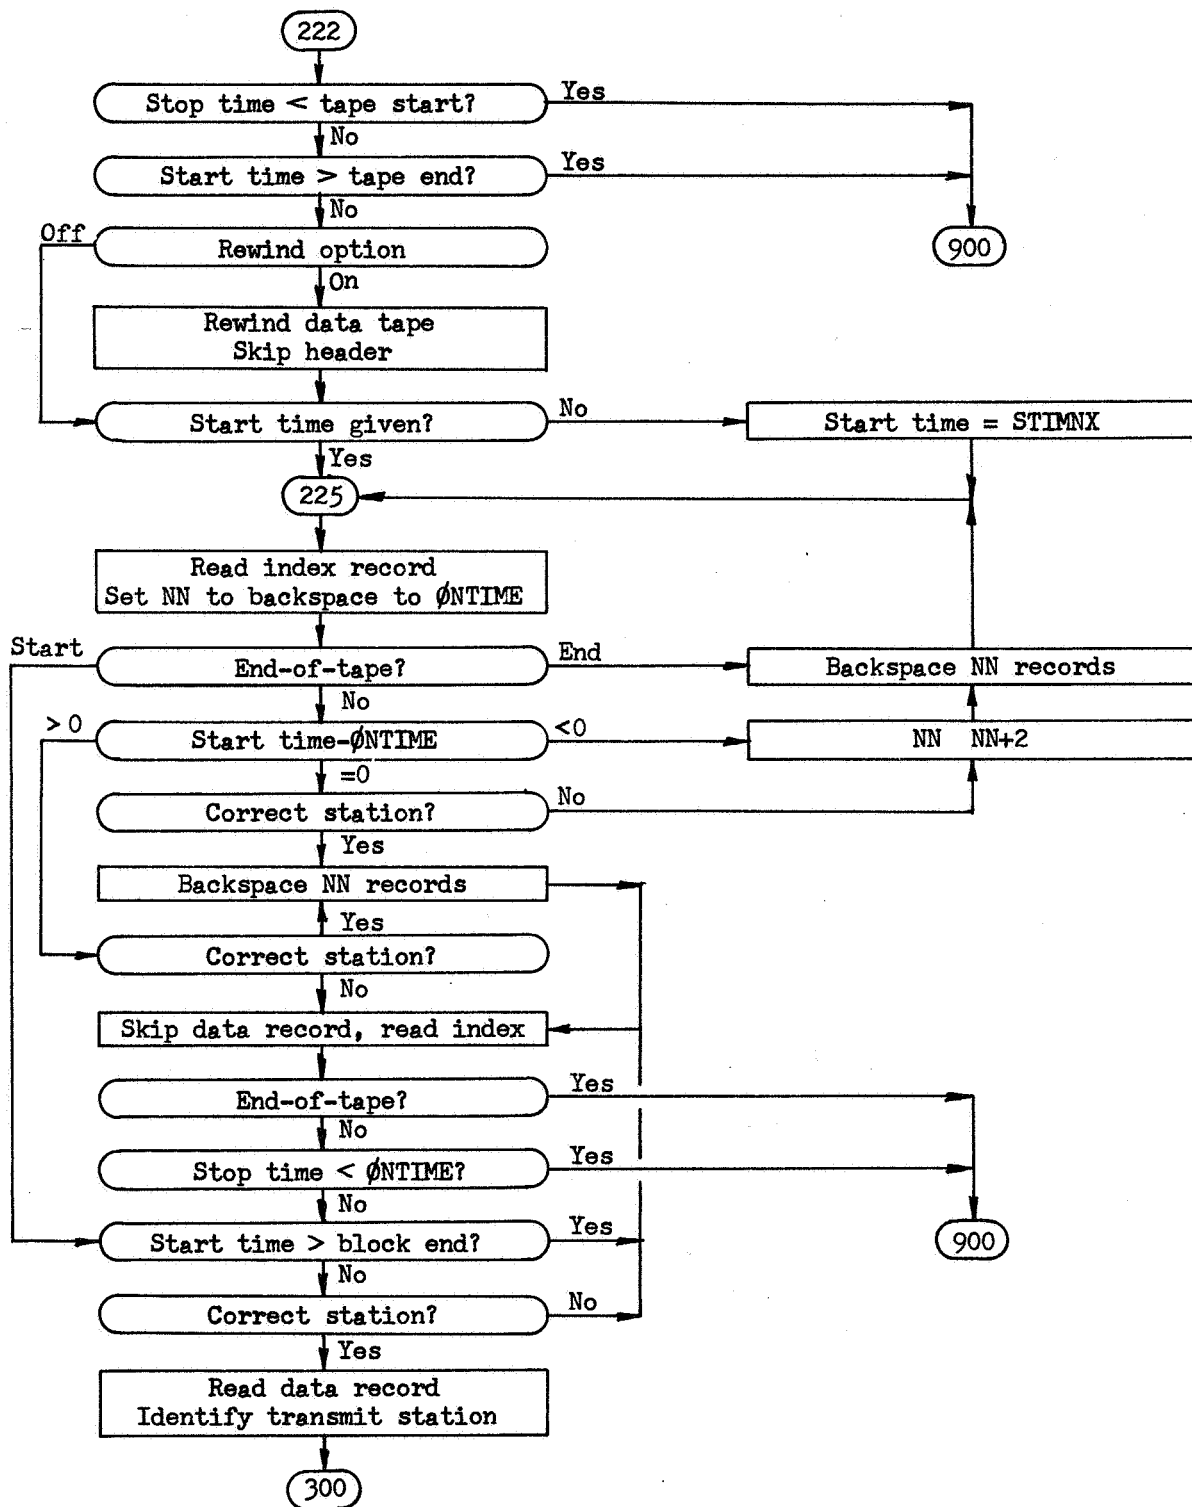 222
Stop time < tape start?
Yes
No
Start time > tape end?
Yes
No
Off
Rewind option
900
On
Rewind data tape
Skip header
Start time given?
No
Start time = STIMNX
Yes
225
Read index record
Set NN to backspace to ØNTIME
Start
End-of-tape?
End
Backspace NN records
No
>0
Start time-ØNTIME
<0
NN NN+2
=0
Correct station?
No
Yes
Backspace NN records
Yes
Correct station?
No
Skip data record, read index
End-of-tape?
Yes
No
Stop time < ØNTIME?
Yes
No
Start time > block end?
Yes
900
No
Correct station?
No
Yes
Read data record
Identify transmit station
300